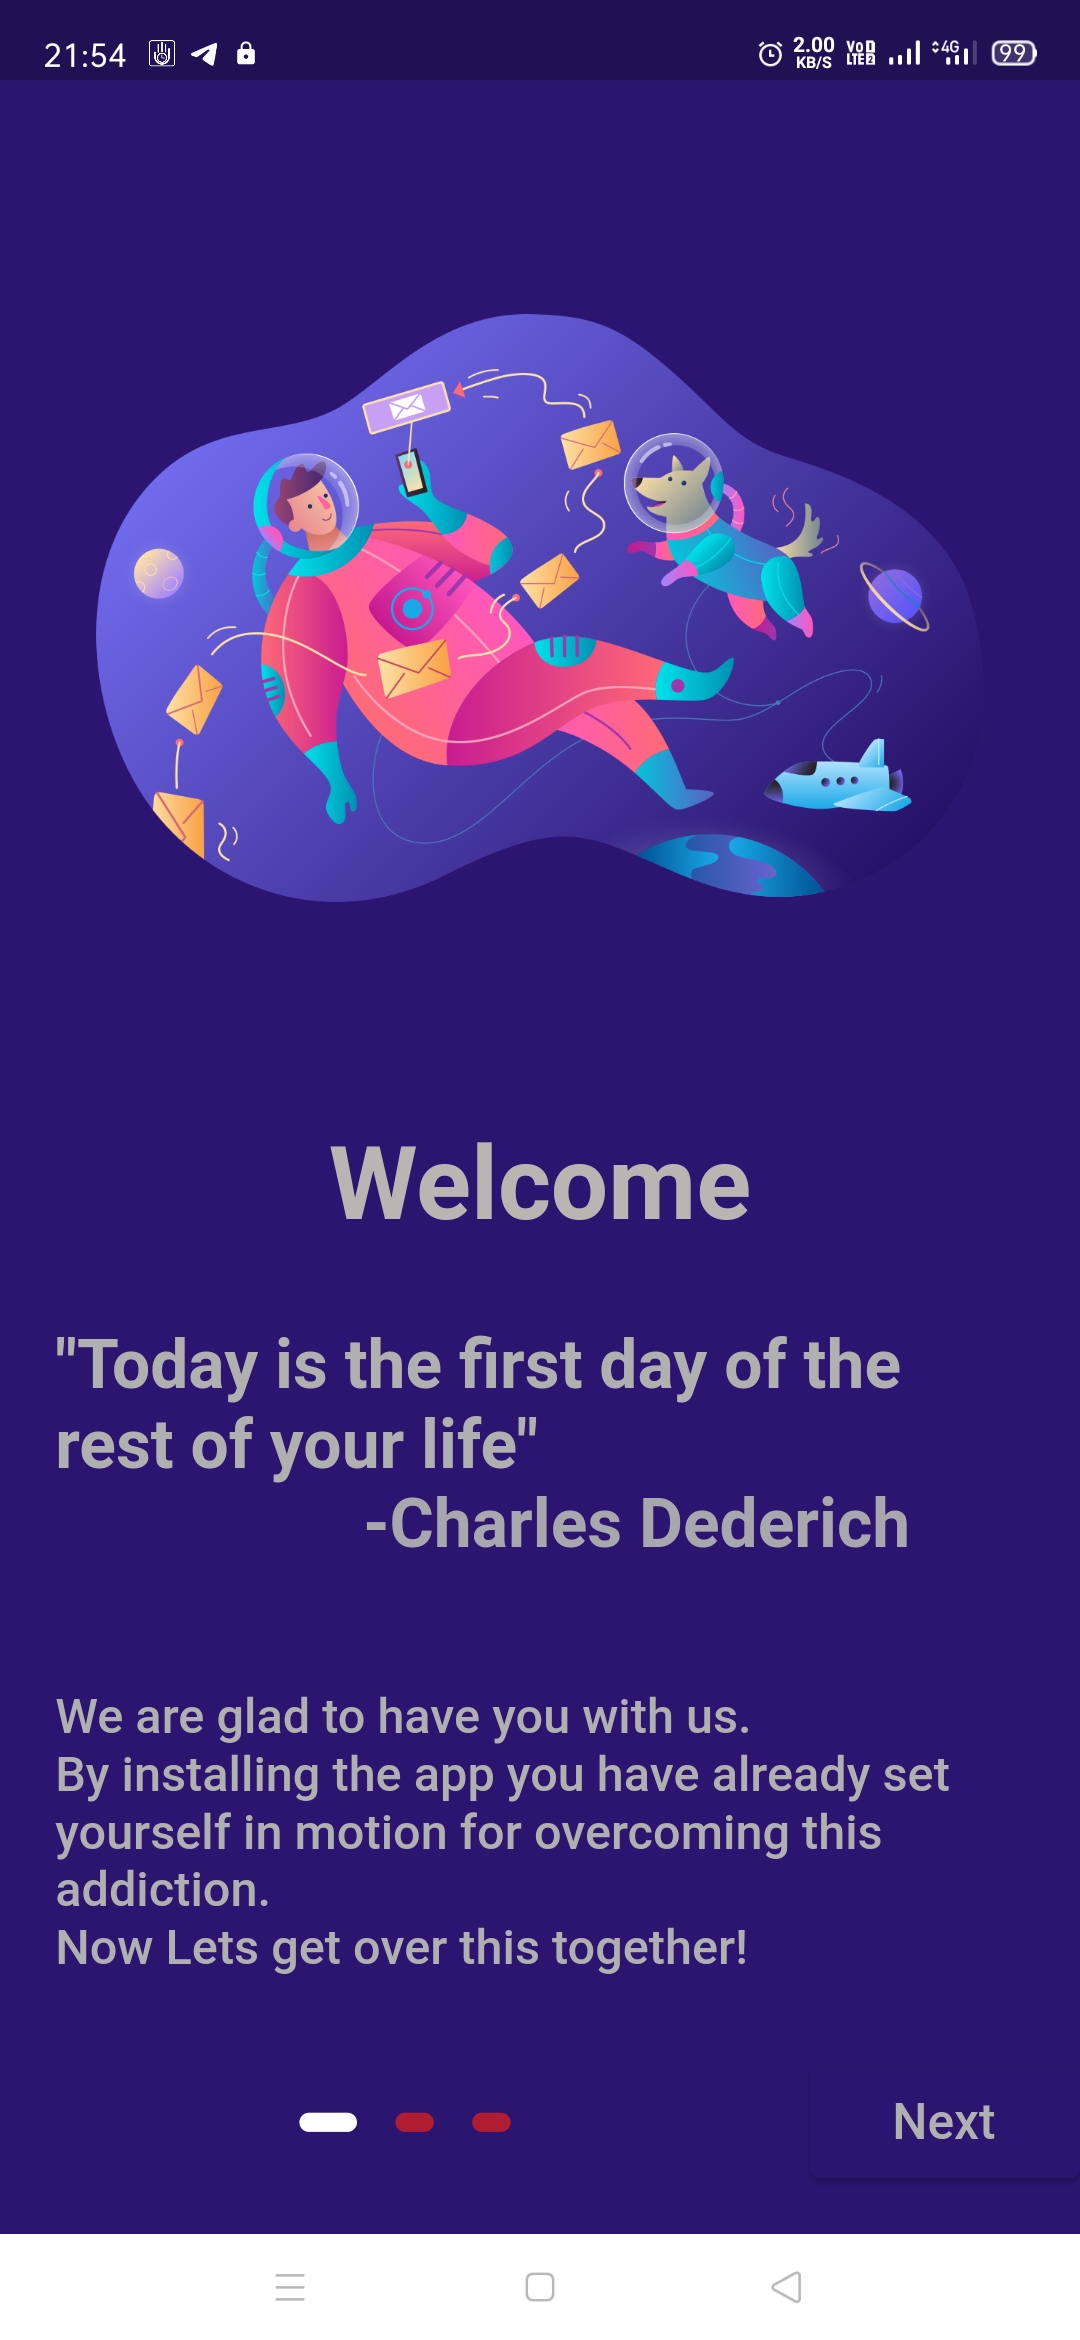 21:54
2.00
KB/S
Vo
LTE2
4G
99
Welcome
"Today is the first day of the
rest of your life"
-Charles Dederich
We are glad to have you with us.
By installing the app you have already set
yourself in motion for overcoming this
addiction.
Now Lets get over this together!
Next